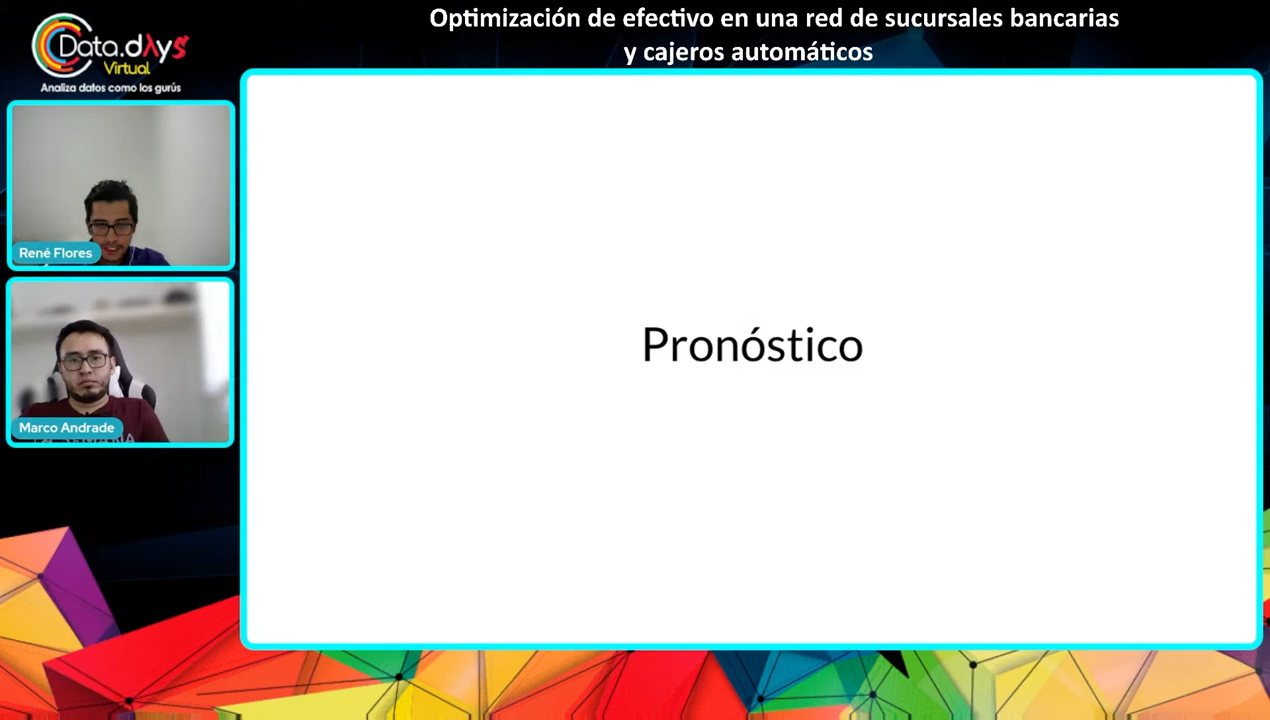 Optimización de efectivo en una red de sucursales bancarias
y cajeros automáticos
Data.dAys
Virtual
Analiza datos como los gurús
René Flores
Marco Andrade
Pronóstico